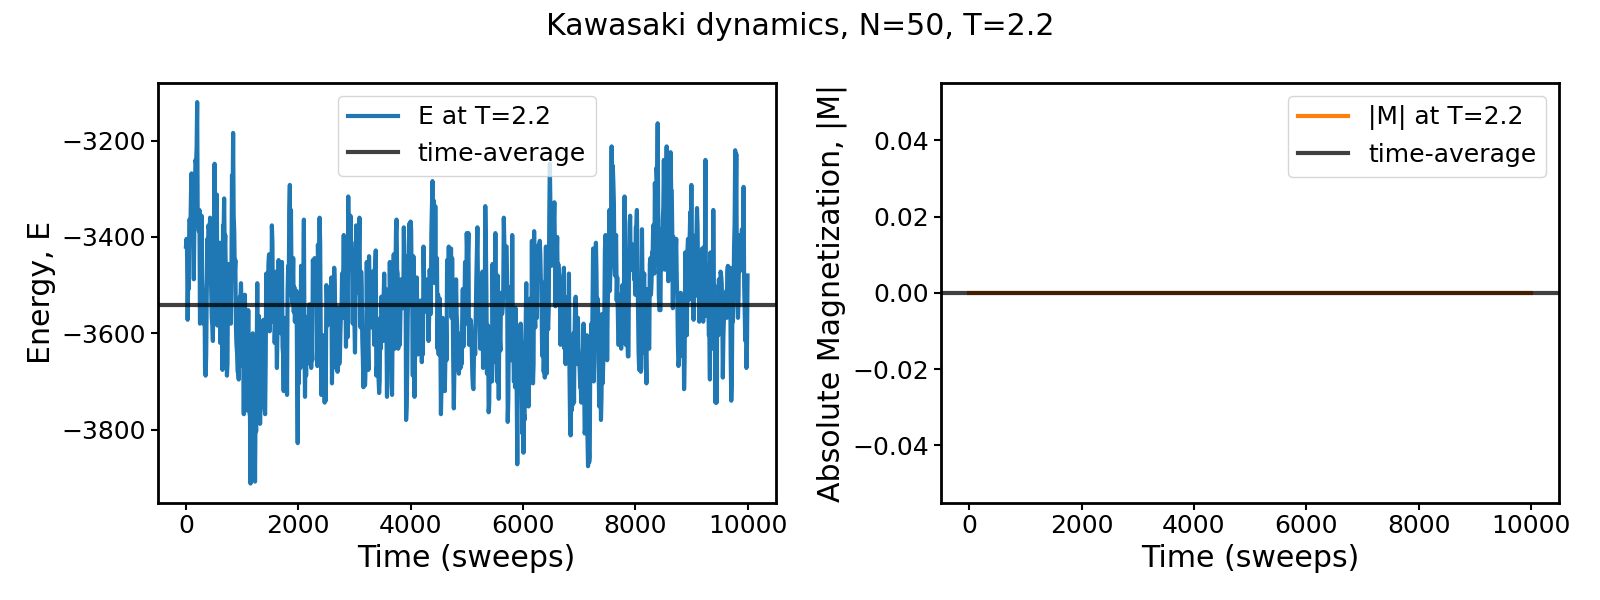 Kawasaki dynamics, N=50, T=2.2
Energy, E
−3200
−3400
−3600
−3800
E at T=2.2
time-average
0 2000 4000 6000 8000 10000
Time (sweeps)
Absolute Magnetization, |M|
0.04
0.02
0.00
−0.02
−0.04
|M| at T=2.2
time-average
0 2000 4000 6000 8000 10000
Time (sweeps)